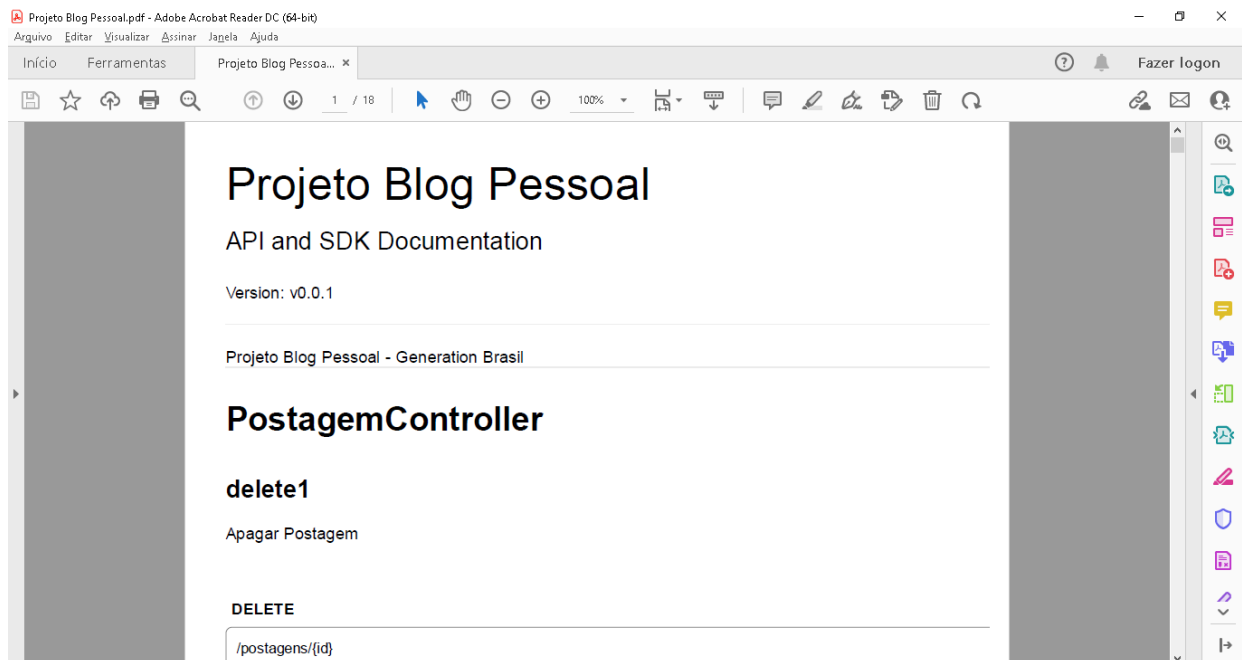 Projeto Blog Pessoal.pdf - Adobe Acrobat Reader DC (64-bit)
Arquivo Editar Visualizar Assinar Janela Ajuda
Início Ferramentas Projeto Blog Pessoa... × Fazer logon
1 / 18 100%
Projeto Blog Pessoal
API and SDK Documentation
Version: v0.0.1
Projeto Blog Pessoal - Generation Brasil
PostagemController
delete1
Apagar Postagem
DELETE
/postagens/{id}